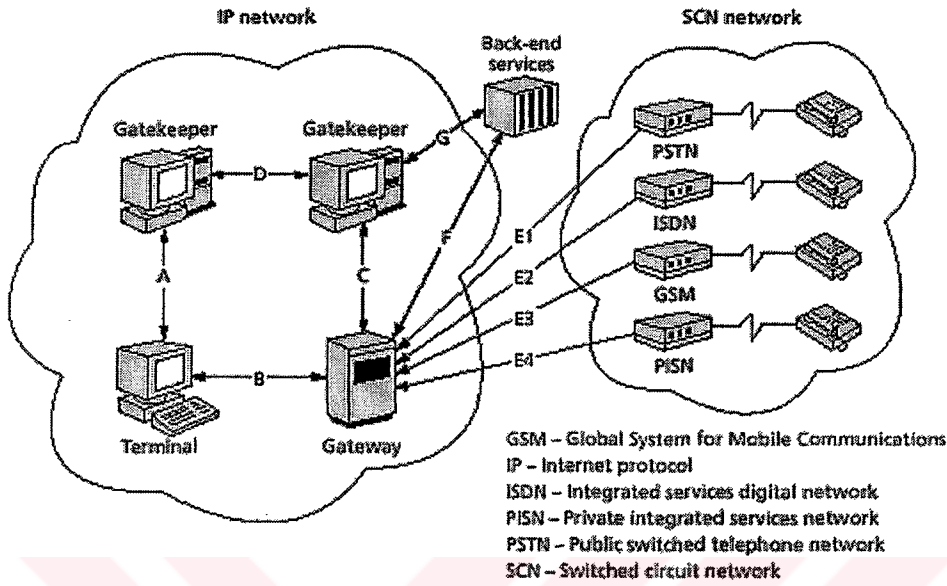 IP network
SCN network
Back-end
services
Gatekeeper
Gatekeeper
G
D
PSTN
E1
ISDN
F
A
C
E2
GSM
E3
E4
PISN
B
Terminal
Gateway
GSM – Global System for Mobile Communications
IP – Internet protocol
ISDN – Integrated services digital network
PISN – Private integrated services network
PSTN – Public switched telephone network
SCN – Switched circuit network